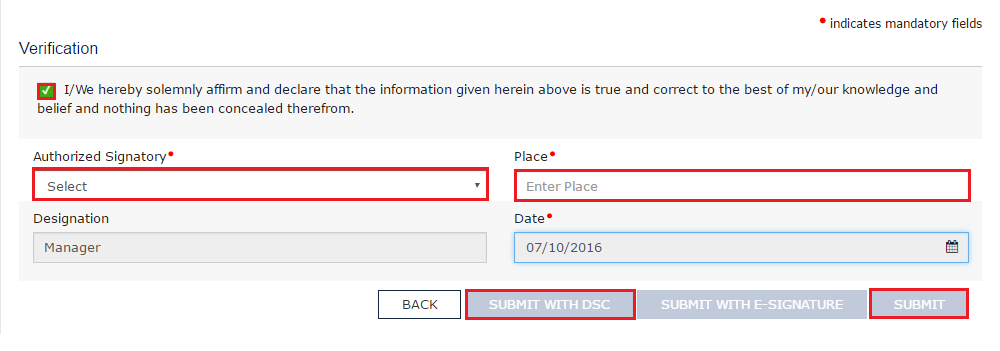 • indicates mandatory fields
Verification
I/We hereby solemnly affirm and declare that the information given herein above is true and correct to the best of my/our knowledge and
belief and nothing has been concealed therefrom.
Authorized Signatory•
Place•
Select
Enter Place
Designation
Date•
Manager
07/10/2016
BACK
SUBMIT WITH DSC
SUBMIT WITH E-SIGNATURE
SUBMIT